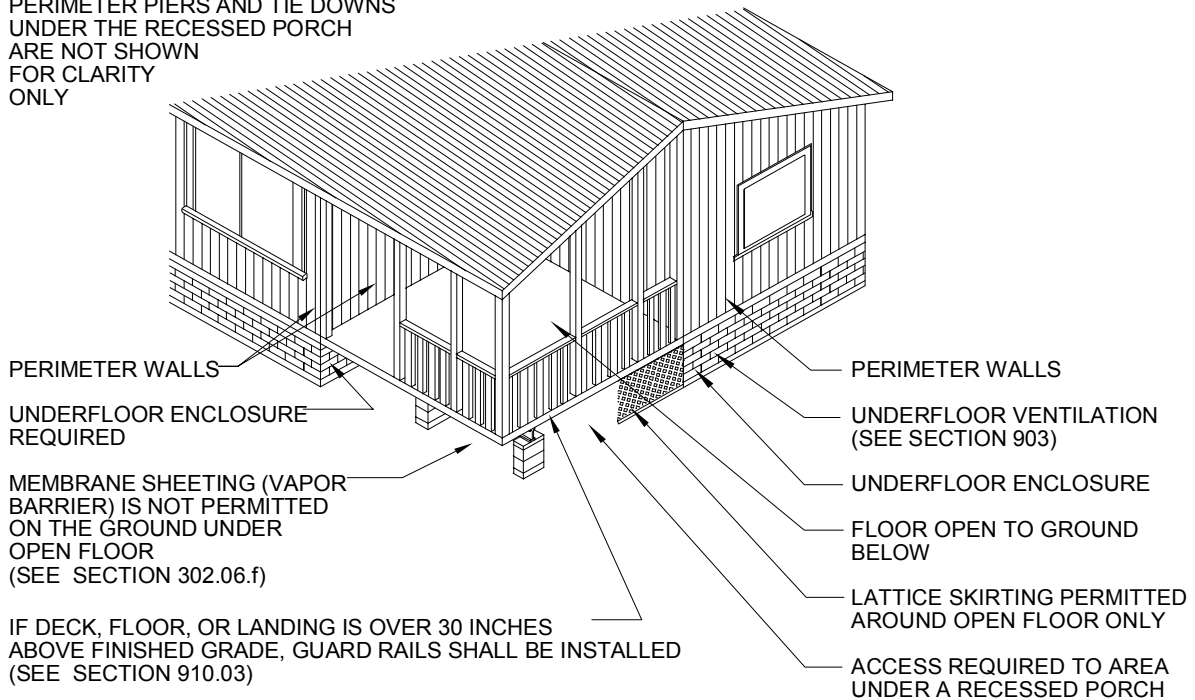 PERIMETER PIERS AND TIE DOWNS
UNDER THE RECESSED PORCH
ARE NOT SHOWN
FOR CLARITY
ONLY
PERIMETER WALLS
UNDERFLOOR ENCLOSURE
REQUIRED
MEMBRANE SHEETING (VAPOR
BARRIER) IS NOT PERMITTED
ON THE GROUND UNDER
OPEN FLOOR
(SEE SECTION 302.06.f)
IF DECK, FLOOR, OR LANDING IS OVER 30 INCHES
ABOVE FINISHED GRADE, GUARD RAILS SHALL BE INSTALLED
(SEE SECTION 910.03)
PERIMETER WALLS
UNDERFLOOR VENTILATION
(SEE SECTION 903)
UNDERFLOOR ENCLOSURE
FLOOR OPEN TO GROUND
BELOW
LATTICE SKIRTING PERMITTED
AROUND OPEN FLOOR ONLY
ACCESS REQUIRED TO AREA
UNDER A RECESSED PORCH